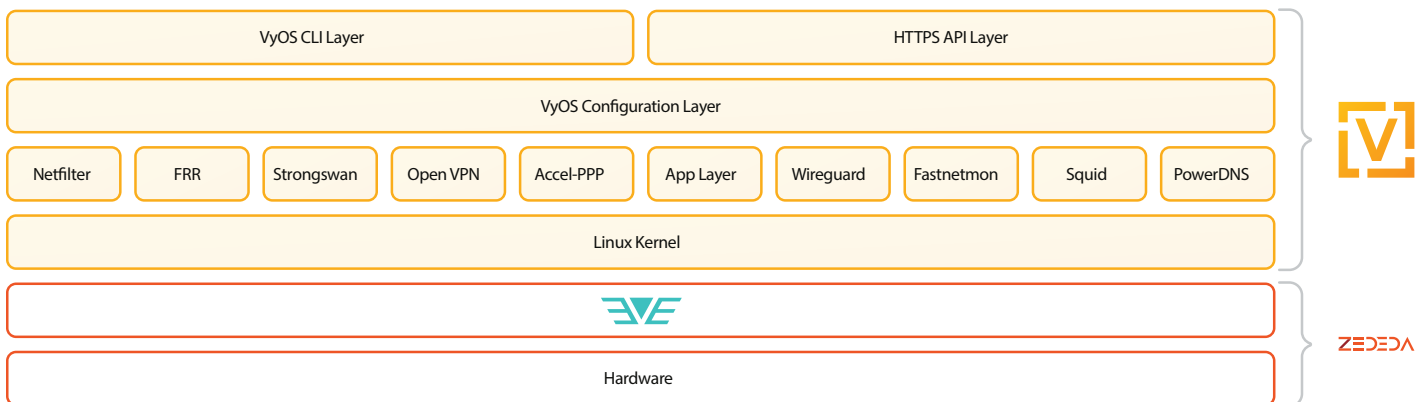 VyOS CLI Layer
HTTPS API Layer
VyOS Configuration Layer
Netfilter
FRR
Strongswan
Open VPN
Accel-PPP
App Layer
Wireguard
Fastnetmon
Squid
PowerDNS
Linux Kernel
EVE
Hardware
V
ZEDEDA